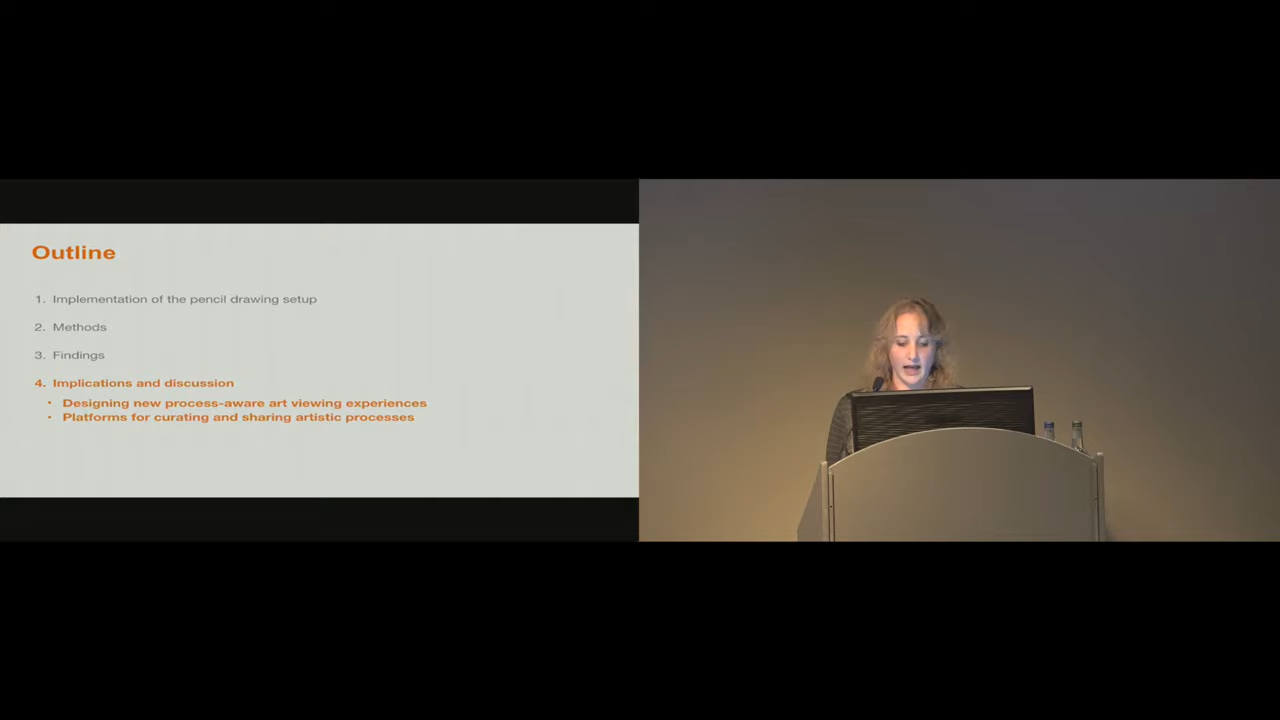 Outline
1. Implementation of the pencil drawing setup
2. Methods
3. Findings
4. Implications and discussion
• Designing new process-aware art viewing experiences
• Platforms for curating and sharing artistic processes